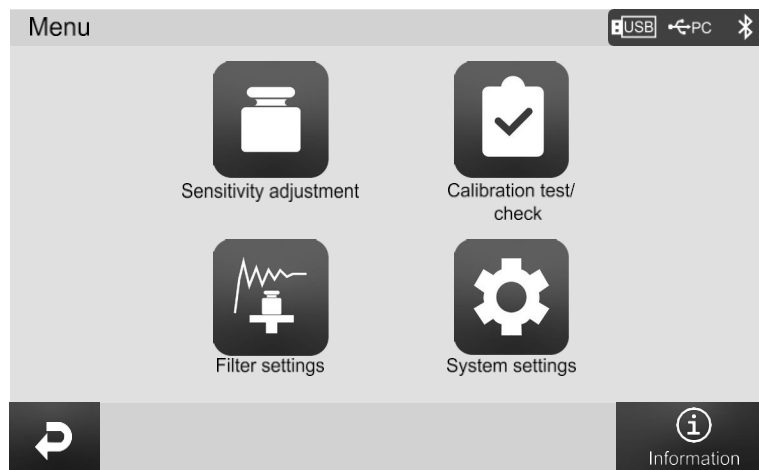 Menu
USB PC
Sensitivity adjustment
Calibration test/
check
Filter settings
System settings
Information